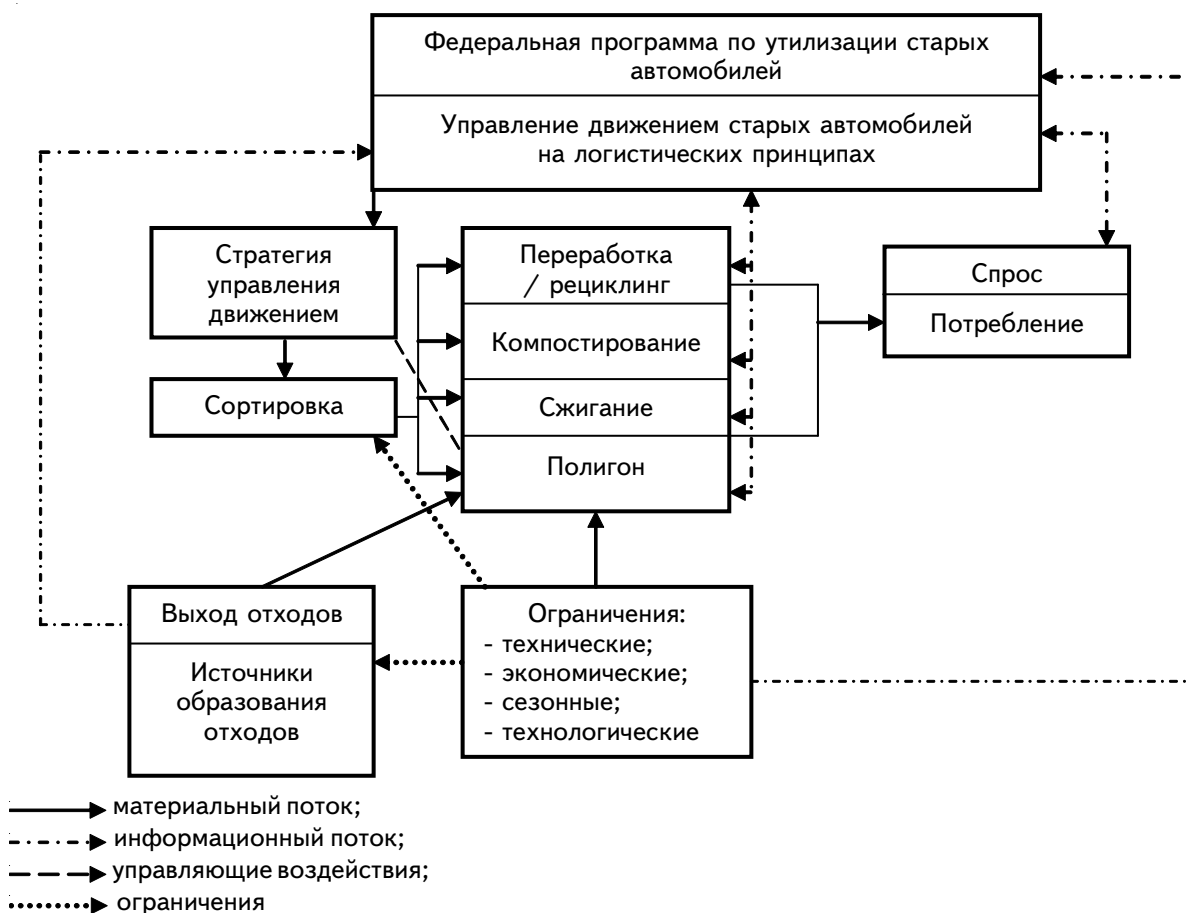 Федеральная программа по утилизации старых
автомобилей
Управление движением старых автомобилей
на логистических принципах
Стратегия
управления
движением
Сортировка
Переработка
/ рециклинг
Компостирование
Сжигание
Полигон
Спрос
Потребление
Выход отходов
Источники
образования
отходов
Ограничения:
- технические;
- экономические;
- сезонные;
- технологические
материальный поток;
информационный поток;
управляющие воздействия;
ограничения